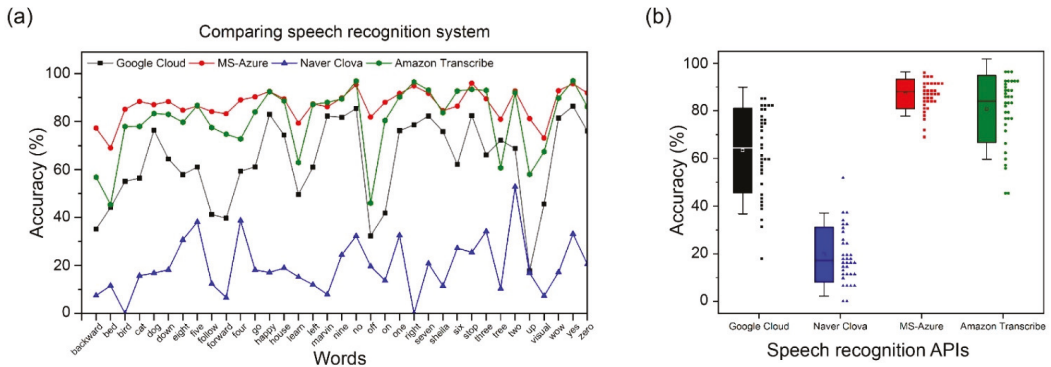 (a)
Comparing speech recognition system
Google Cloud MS-Azure Naver Clova Amazon Transcribe
100
80
60
40
20
0
Accuracy (%)
backward bed bird cat dog down eight five follow forward four go happy house learn left marvin nine no off on one right seven sheila six stop three tree two up visual wow yes zero
Words
(b)
100
80
60
40
20
0
Accuracy (%)
Google Cloud Naver Clova MS-Azure Amazon Transcribe
Speech recognition APIs